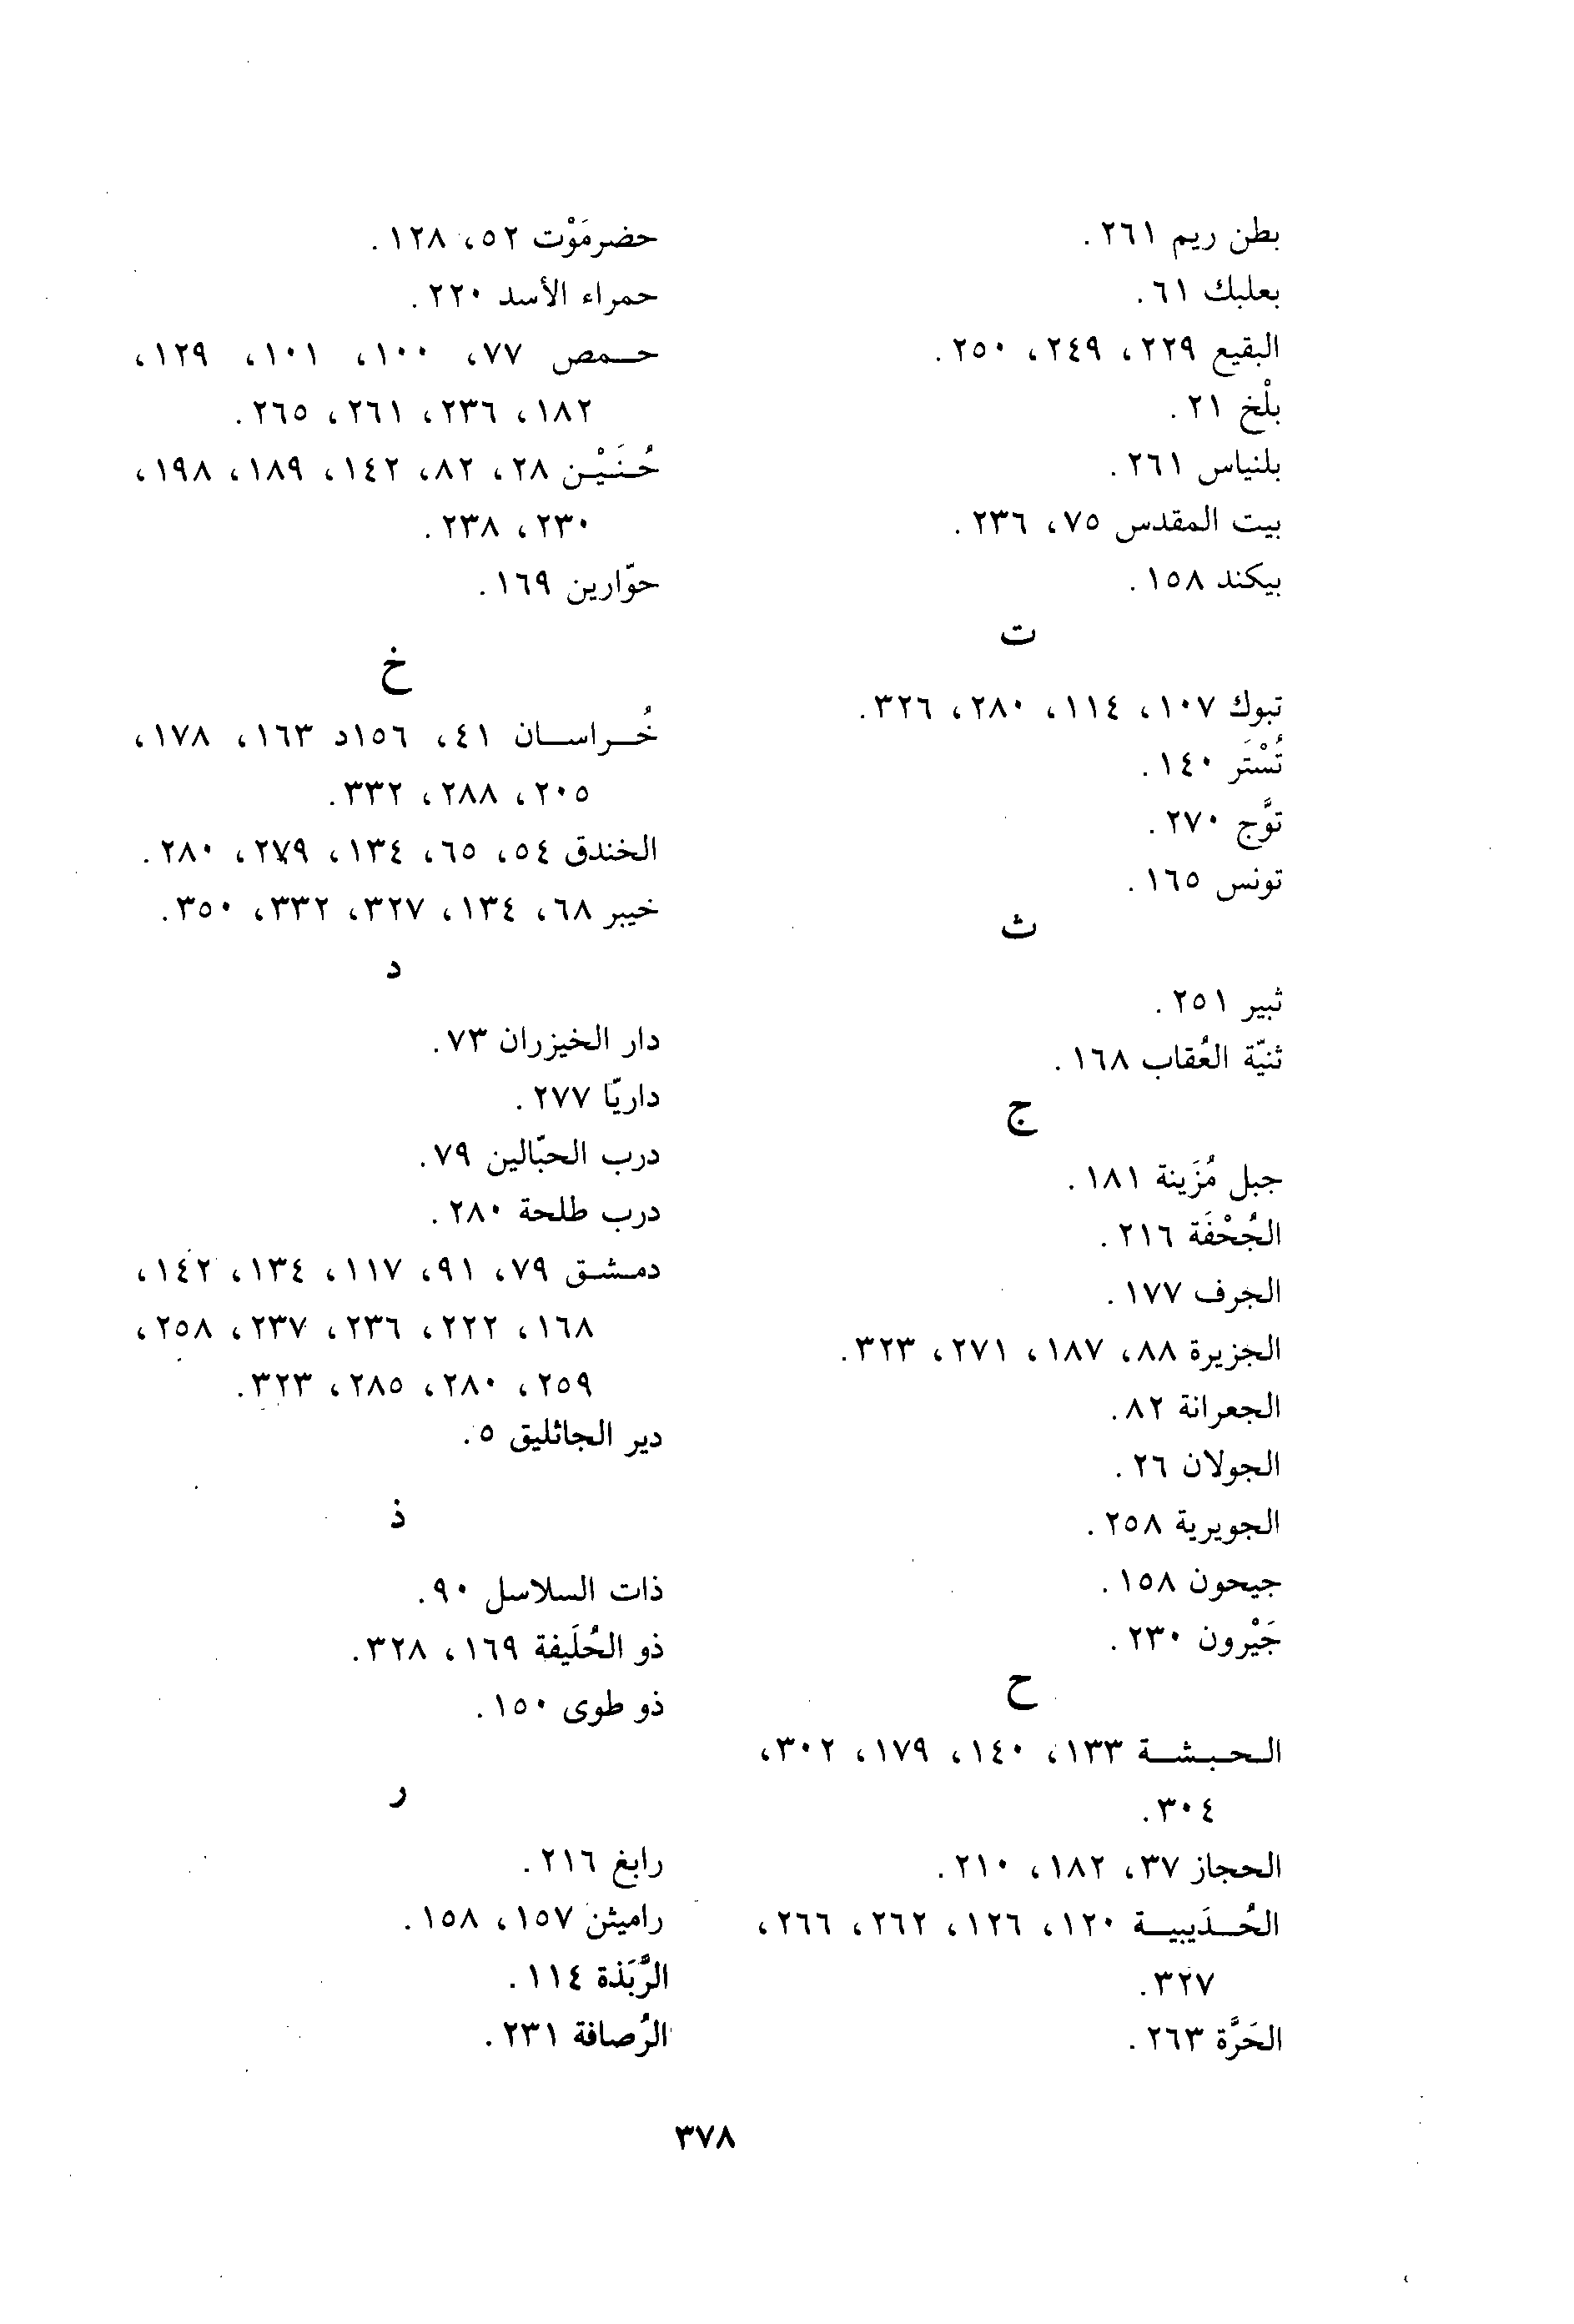 بطن ريم ٢٦١.
بعلبك ٦١.
البقيع ٢٢٩، ٢٤٩، ٢٥٠.
بلْخ ٢١.
بلنياس ٢٦١.
بيت المقدس ٧٥، ٢٣٦.
بيكند ١٥٨.
ت
تبوك ١٠٧، ١١٤، ٢٨٠، ٣٢٦.
تُسْتَر ١٤٠.
توَّج ٢٧٠.
تونس ١٦٥.
ث
ثبير ٢٥١.
ثنيّة العُقاب ١٦٨.
ج
جبل مُزَينة ١٨١.
الجُحْفَة ٢١٦.
الجرف ١٧٧.
الجزيرة ٨٨، ١٨٧، ٢٧١، ٣٢٣.
الجعرانة ٨٢.
الجولان ٢٦.
الجويرية ٢٥٨.
جيحون ١٥٨.
جَيْرون ٢٣٠.
ح
الحبشة ١٣٣، ١٤٠، ١٧٩، ٣٠٢،
٣٠٤.
الحجاز ٣٧، ١٨٢، ٢١٠.
الحُدَيبية ١٢٠، ١٢٦، ٢٦٢، ٢٦٦،
٣٢٧.
الحَرَّة ٢٦٣.
حضرمَوْت ٥٢، ١٢٨.
حمراء الأسد ٢٢٠.
حمص ٧٧، ١٠٠، ١٠١، ١٢٩،
١٨٢، ٢٣٦، ٢٦١، ٢٦٥.
حُنَيْن ٢٨، ٨٢، ١٤٢، ١٨٩، ١٩٨،
٢٣٠، ٢٣٨.
حوّارين ١٦٩.
خ
خُراسان ٤١، ١٥٦د ١٦٣، ١٧٨،
٢٠٥، ٢٨٨، ٣٣٢.
الخندق ٥٤، ٦٥، ١٣٤، ٢٧٩، ٢٨٠.
خيبر ٦٨، ١٣٤، ٣٢٧، ٣٣٢، ٣٥٠.
د
دار الخيزران ٧٣.
داريّا ٢٧٧.
درب الحبّالين ٧٩.
درب طلحة ٢٨٠.
دمشق ٧٩، ٩١، ١١٧، ١٣٤، ١٤٢،
١٦٨، ٢٢٢، ٢٣٦، ٢٣٧، ٢٥٨،
٢٥٩، ٢٨٠، ٢٨٥، ٣٢٣.
دير الجاثليق ٥.
ذ
ذات السلاسل ٩٠.
ذو الحُلَيفة ١٦٩، ٣٢٨.
ذو طوى ١٥٠.
ر
رابغ ٢١٦.
راميثن ١٥٧، ١٥٨.
الرَّبَذة ١١٤.
الرُصافة ٢٣١.
٣٧٨